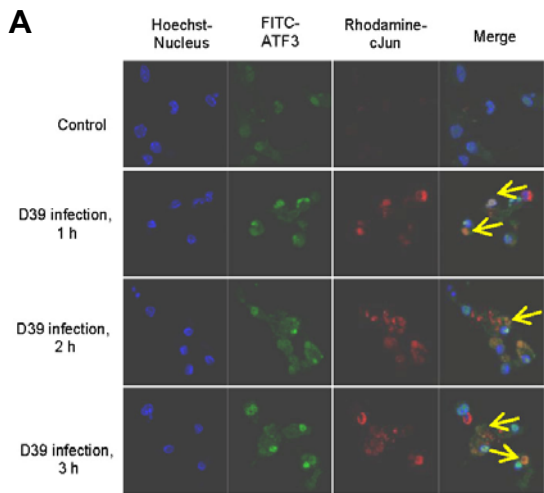 A
Hoechst-
Nucleus
FITC-
ATF3
Rhodamine-
cJun
Merge
Control
D39 infection,
1 h
D39 infection,
2 h
D39 infection,
3 h